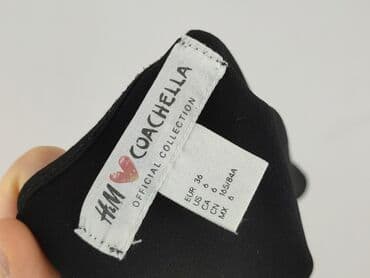 H&M COACHELLA
OFFICIAL COLLECTION
EUR 36
US 6
CA 6
CN 165/84A
MX 6